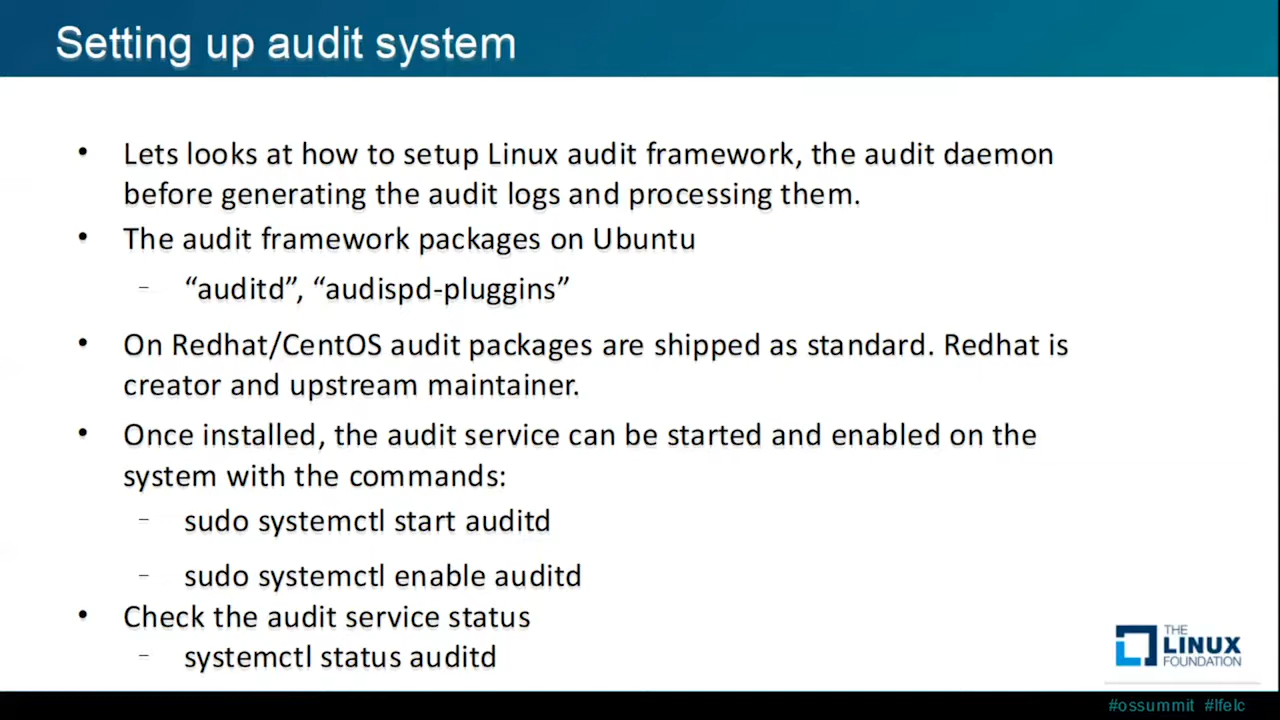 Setting up audit system
• Lets looks at how to setup Linux audit framework, the audit daemon
before generating the audit logs and processing them.
• The audit framework packages on Ubuntu
– “auditd”, “audispd-pluggins”
• On Redhat/CentOS audit packages are shipped as standard. Redhat is
creator and upstream maintainer.
• Once installed, the audit service can be started and enabled on the
system with the commands:
– sudo systemctl start auditd
– sudo systemctl enable auditd
• Check the audit service status
– systemctl status auditd
THE
LINUX
FOUNDATION
#ossummit #lfelc